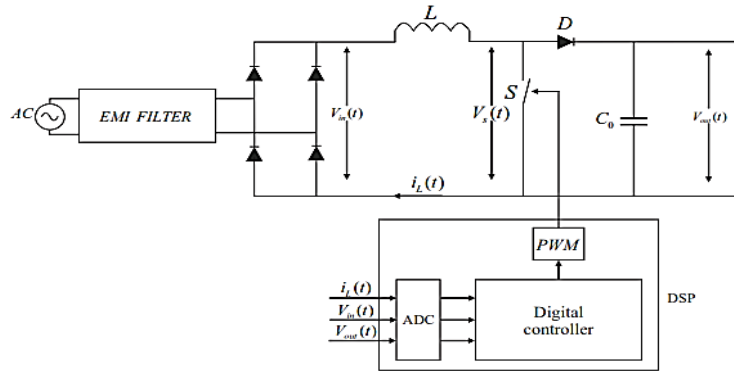 L
D
AC
EMI FILTER
V_in(t)
V_s(t)
S
C_0
V_out(t)
i_L(t)
PWM
i_L(t)
V_in(t)
V_out(t)
ADC
Digital
controller
DSP